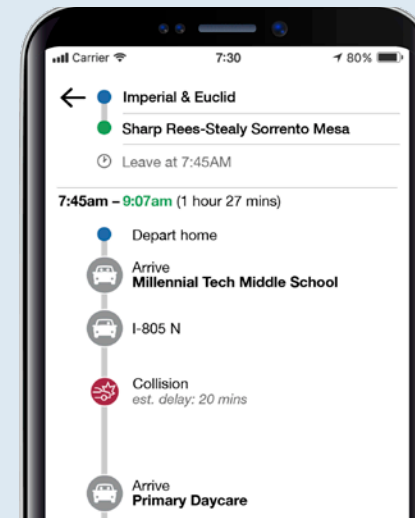 Carrier 7:30 80%
Imperial & Euclid
Sharp Rees-Stealy Sorrento Mesa
Leave at 7:45AM
7:45am – 9:07am (1 hour 27 mins)
Depart home
Arrive
Millennial Tech Middle School
I-805 N
Collision
est. delay: 20 mins
Arrive
Primary Daycare